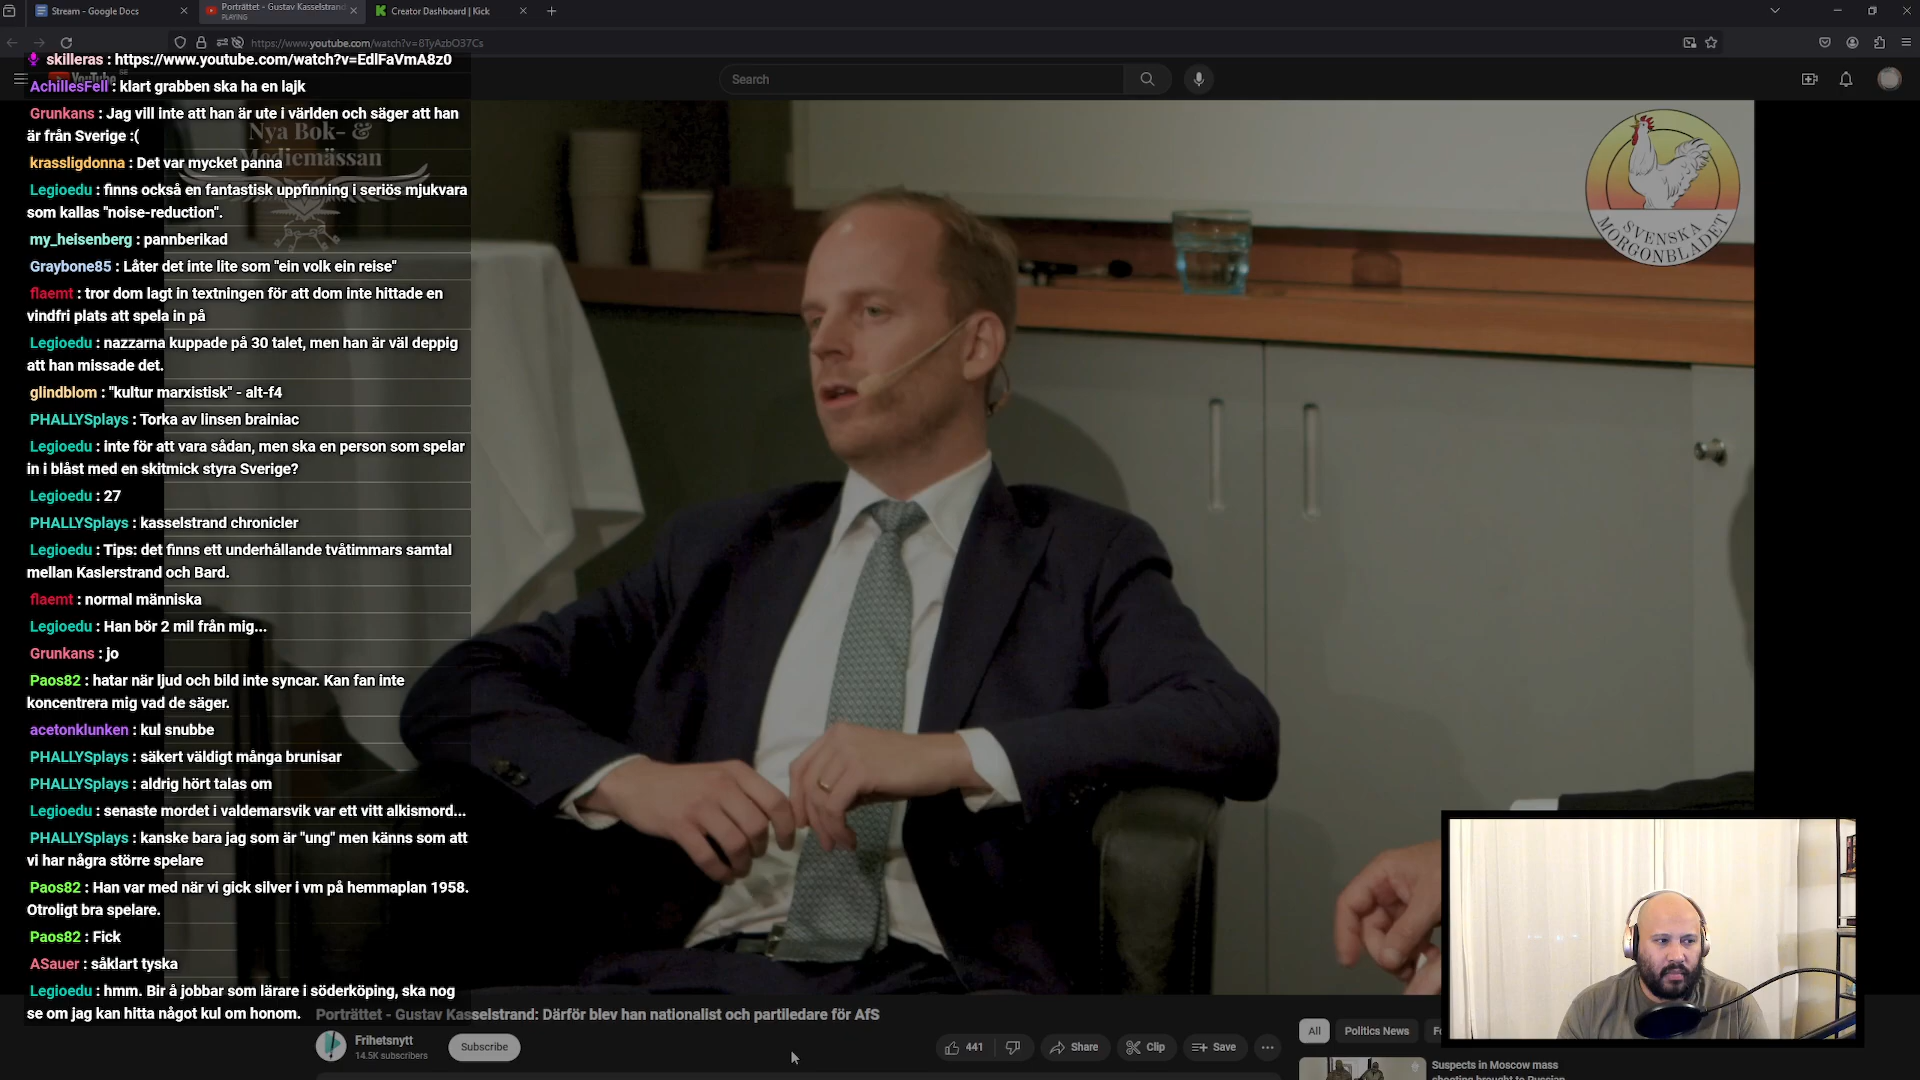 Stream - Google Docs
Porträttet - Gustav Kasselstrand
PLAYING
Creator Dashboard | Kick
https://www.youtube.com/watch?v=8TyAzbO37Cs
Search
skilleras : https://www.youtube.com/watch?v=EdlFaVmA8z0
AchillesFell : klart grabben ska ha en lajk
Grunkans : Jag vill inte att han är ute i världen och säger att han
är från Sverige :(
krassligdonna : Det var mycket panna
Legioedu : finns också en fantastisk uppfinning i seriös mjukvara
som kallas "noise-reduction".
my_heisenberg : pannberikad
Graybone85 : Låter det inte lite som "ein volk ein reise"
flaemt : tror dom lagt in textningen för att dom inte hittade en
vindfri plats att spela in på
Legioedu : nazzarna kuppade på 30 talet, men han är väl deppig
att han missade det.
glindblom : "kultur marxistisk" - alt-f4
PHALLYSplays : Torka av linsen brainiac
Legioedu : inte för att vara sådan, men ska en person som spelar
in i blåst med en skitmick styra Sverige?
Legioedu : 27
PHALLYSplays : kasselstrand chronicler
Legioedu : Tips: det finns ett underhållande tvåtimmars samtal
mellan Kaslerstrand och Bard.
flaemt : normal människa
Legioedu : Han bör 2 mil från mig...
Grunkans : jo
Paos82 : hatar när ljud och bild inte syncar. Kan fan inte
koncentrera mig vad de säger.
acetonklunken : kul snubbe
PHALLYSplays : säkert väldigt många brunisar
PHALLYSplays : aldrig hört talas om
Legioedu : senaste mordet i valdemarsvik var ett vitt alkismord...
PHALLYSplays : kanske bara jag som är "ung" men känns som att
vi har några större spelare
Paos82 : Han var med när vi gick silver i vm på hemmaplan 1958.
Otroligt bra spelare.
Paos82 : Fick
ASauer : såklart tyska
Legioedu : hmm. Bir å jobbar som lärare i söderköping, ska nog
se om jag kan hitta något kul om honom.
Nya Bok- &
Mediemässan
SVENSKA
MORGONBLADET
Porträttet - Gustav Kasselstrand: Därför blev han nationalist och partiledare för AfS
Frihetsnytt
14.5K subscribers
Subscribe
441
Share
Clip
Save
All
Politics News
Suspects in Moscow mass
shooting brought to Russian